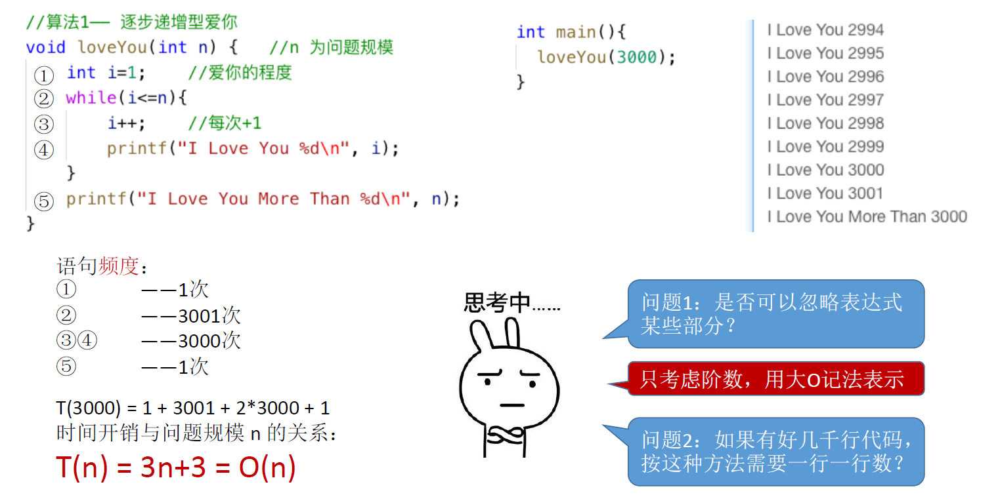 //算法1—— 逐步递增型爱你
void loveYou(int n) {   //n 为问题规模
① int i=1;    //爱你的程度
② while(i<=n){
③ i++;    //每次+1
④ printf("I Love You %d\n", i);
}
⑤ printf("I Love You More Than %d\n", n);
}
int main(){
loveYou(3000);
}
I Love You 2994
I Love You 2995
I Love You 2996
I Love You 2997
I Love You 2998
I Love You 2999
I Love You 3000
I Love You 3001
I Love You More Than 3000
语句频度：
① ——1次
② ——3001次
③④ ——3000次
⑤ ——1次
T(3000) = 1 + 3001 + 2*3000 + 1
时间开销与问题规模 n 的关系：
T(n) = 3n+3 = O(n)
思考中......
问题1：是否可以忽略表达式
某些部分？
只考虑阶数，用大O记法表示
问题2：如果有好几千行代码，
按这种方法需要一行一行数？